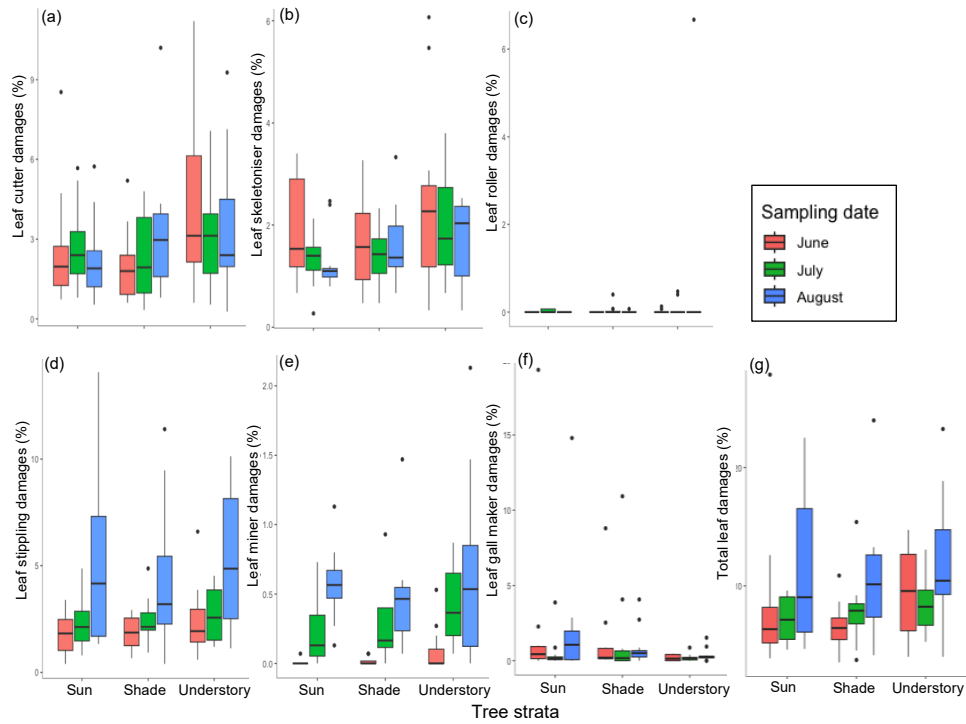 (a)
Leaf cutter damages (%)
9
6
3
0
(b)
Leaf skeletoniser damages (%)
6
4
2
0
(c)
Leaf roller damages (%)
6
4
2
0
Sampling date
June
July
August
(d)
Leaf stippling damages (%)
10
5
0
Sun Shade Understory
(e)
Leaf miner damages (%)
2.0
1.5
1.0
0.5
0.0
Sun Shade Understory
(f)
Leaf gall maker damages (%)
15
10
5
0
Sun Shade Understory
(g)
Total leaf damages (%)
20
10
Sun Shade Understory
Tree strata